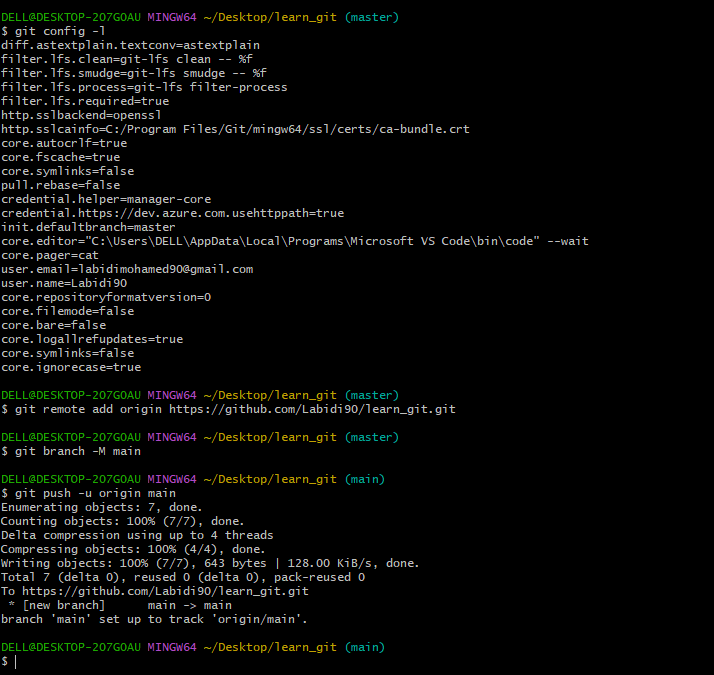 DELL@DESKTOP-2O7GOAU MINGW64 ~/Desktop/learn_git (master)
$ git config -l
diff.astextplain.textconv=astextplain
filter.lfs.clean=git-lfs clean -- %f
filter.lfs.smudge=git-lfs smudge -- %f
filter.lfs.process=git-lfs filter-process
filter.lfs.required=true
http.sslbackend=openssl
http.sslcainfo=C:/Program Files/Git/mingw64/ssl/certs/ca-bundle.crt
core.autocrlf=true
core.fscache=true
core.symlinks=false
pull.rebase=false
credential.helper=manager-core
credential.https://dev.azure.com.usehttppath=true
init.defaultbranch=master
core.editor="C:\Users\DELL\AppData\Local\Programs\Microsoft VS Code\bin\code" --wait
core.pager=cat
user.email=labidimohamed90@gmail.com
user.name=Labidi90
core.repositoryformatversion=0
core.filemode=false
core.bare=false
core.logallrefupdates=true
core.symlinks=false
core.ignorecase=true
DELL@DESKTOP-2O7GOAU MINGW64 ~/Desktop/learn_git (master)
$ git remote add origin https://github.com/Labidi90/learn_git.git
DELL@DESKTOP-2O7GOAU MINGW64 ~/Desktop/learn_git (master)
$ git branch -M main
DELL@DESKTOP-2O7GOAU MINGW64 ~/Desktop/learn_git (main)
$ git push -u origin main
Enumerating objects: 7, done.
Counting objects: 100% (7/7), done.
Delta compression using up to 4 threads
Compressing objects: 100% (4/4), done.
Writing objects: 100% (7/7), 643 bytes | 128.00 KiB/s, done.
Total 7 (delta 0), reused 0 (delta 0), pack-reused 0
To https://github.com/Labidi90/learn_git.git
 * [new branch]      main -> main
branch 'main' set up to track 'origin/main'.
DELL@DESKTOP-2O7GOAU MINGW64 ~/Desktop/learn_git (main)
$